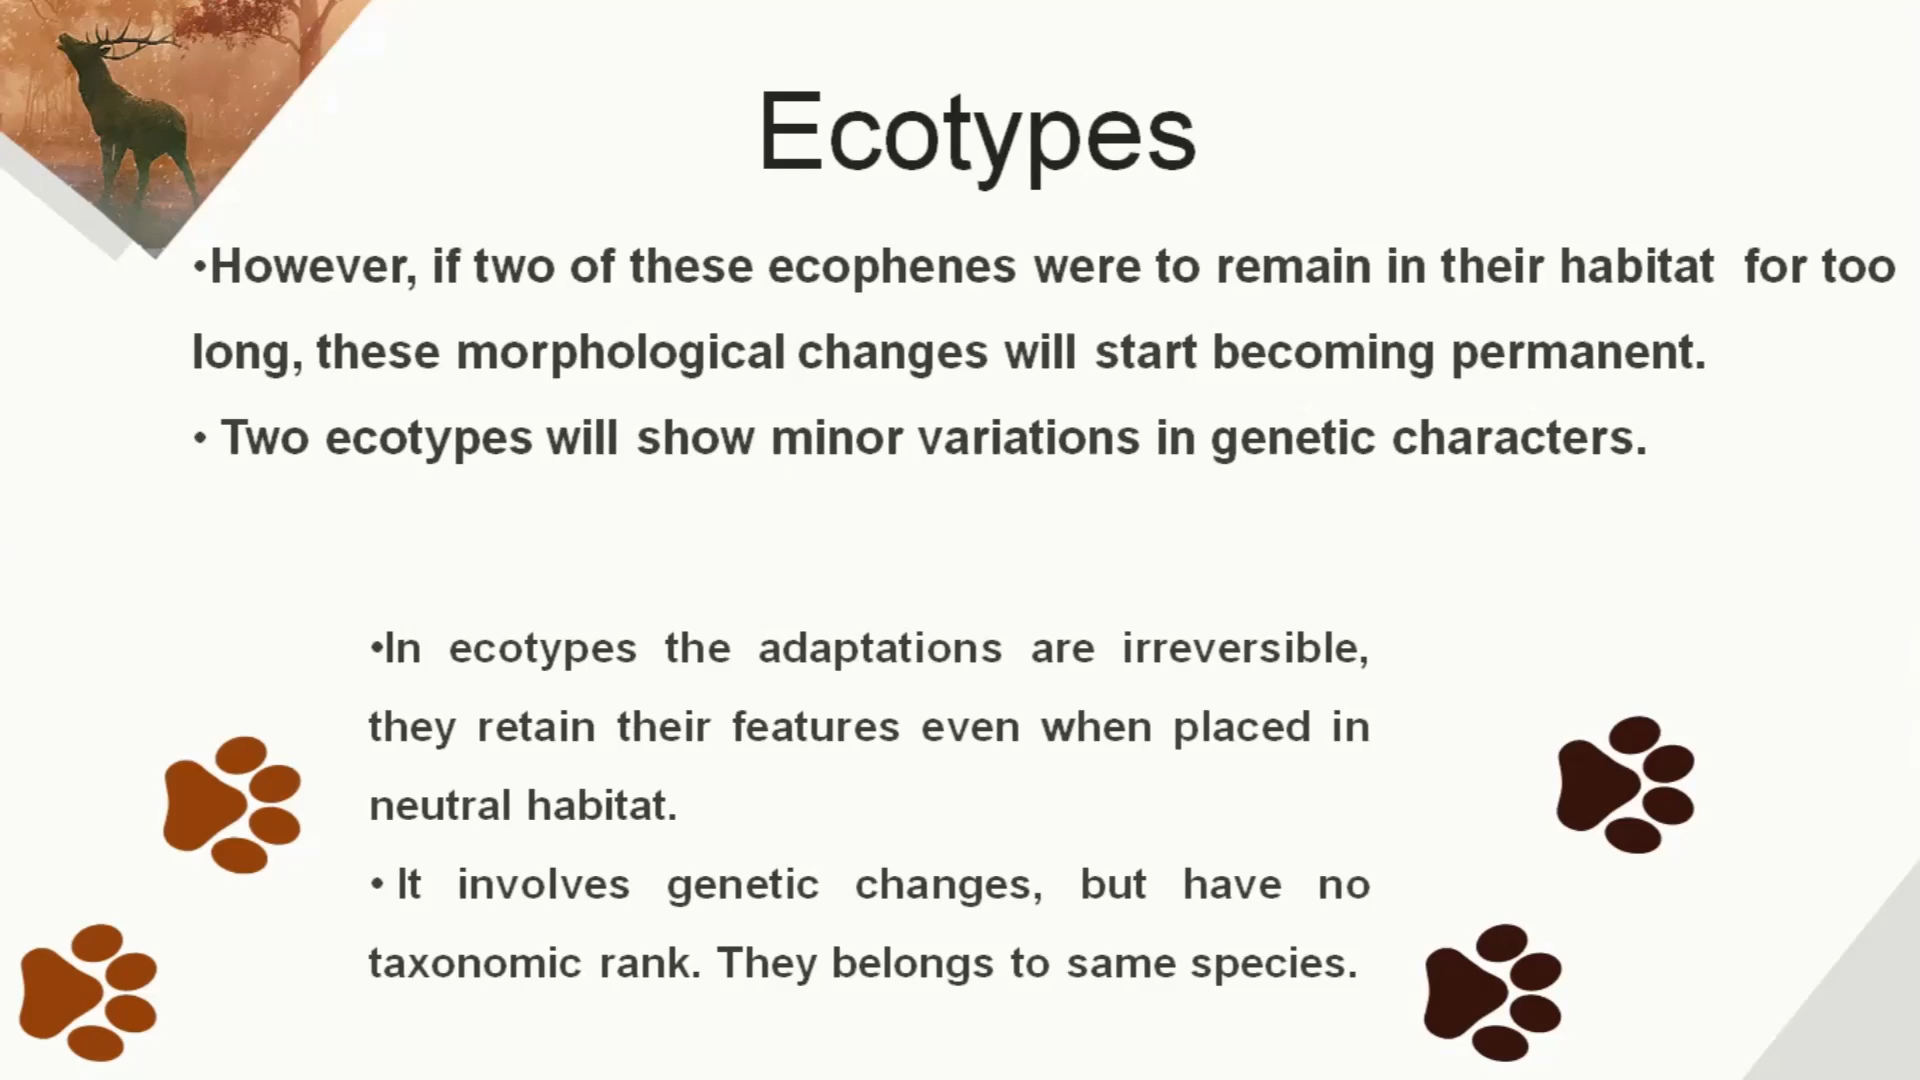 Ecotypes
•However, if two of these ecophenes were to remain in their habitat for too
long, these morphological changes will start becoming permanent.
• Two ecotypes will show minor variations in genetic characters.
•In ecotypes the adaptations are irreversible,
they retain their features even when placed in
neutral habitat.
• It involves genetic changes, but have no
taxonomic rank. They belongs to same species.